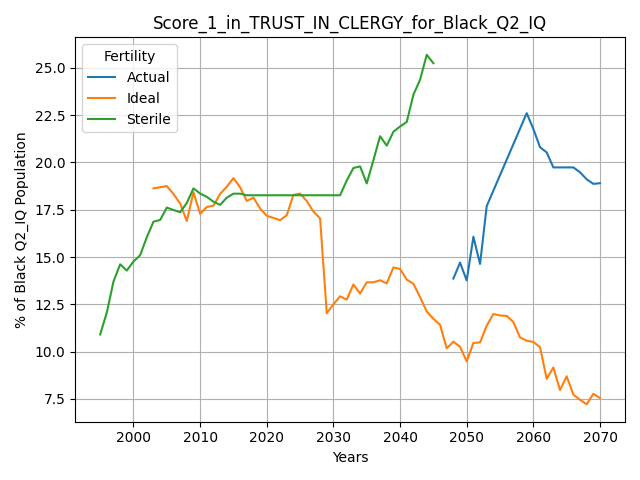 Score_1_in_TRUST_IN_CLERGY_for_Black_Q2_IQ
Fertility
Actual
Ideal
Sterile
% of Black Q2_IQ Population
25.0
22.5
20.0
17.5
15.0
12.5
10.0
7.5
2000 2010 2020 2030 2040 2050 2060 2070
Years